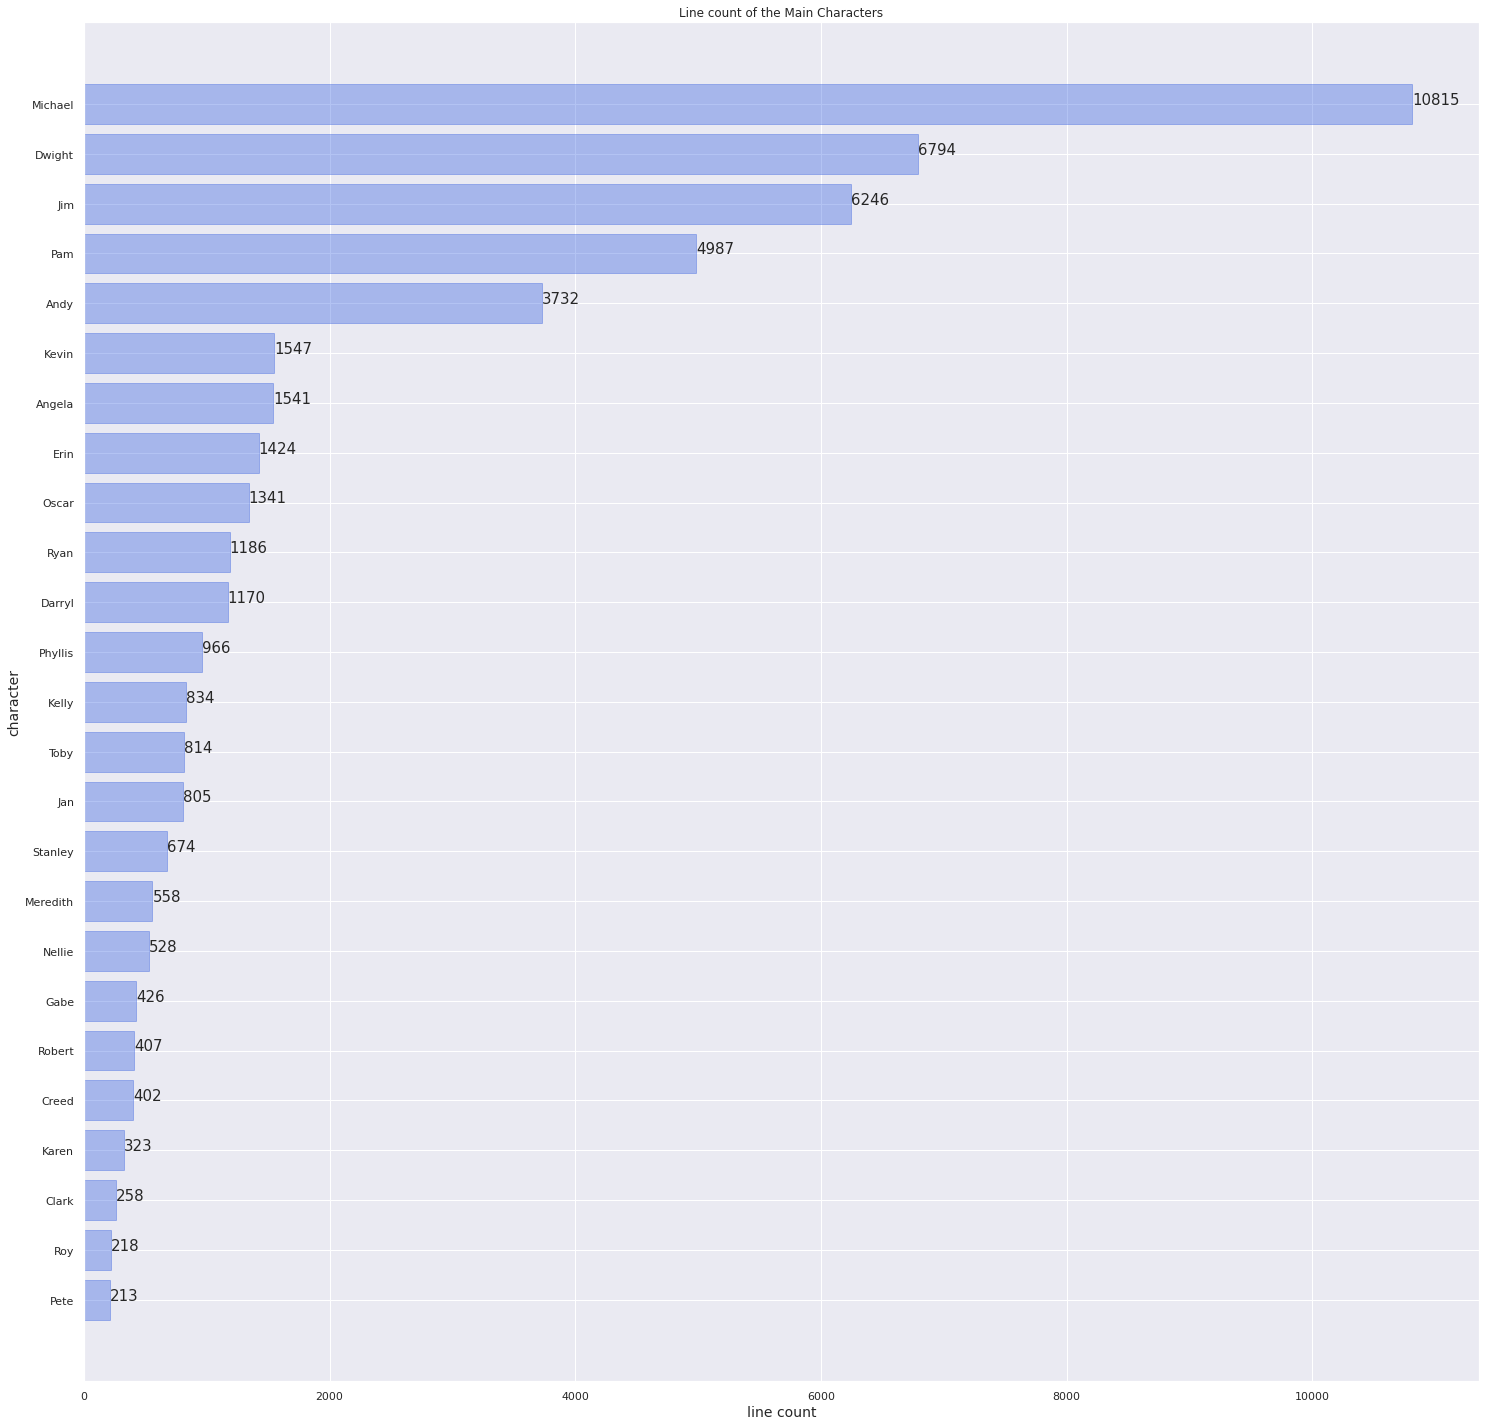 Line count of the Main Characters
Michael 10815
Dwight 6794
Jim 6246
Pam 4987
Andy 3732
Kevin 1547
Angela 1541
Erin 1424
Oscar 1341
Ryan 1186
Darryl 1170
Phyllis 966
Kelly 834
Toby 814
Jan 805
Stanley 674
Meredith 558
Nellie 528
Gabe 426
Robert 407
Creed 402
Karen 323
Clark 258
Roy 218
Pete 213
character
0 2000 4000 6000 8000 10000
line count